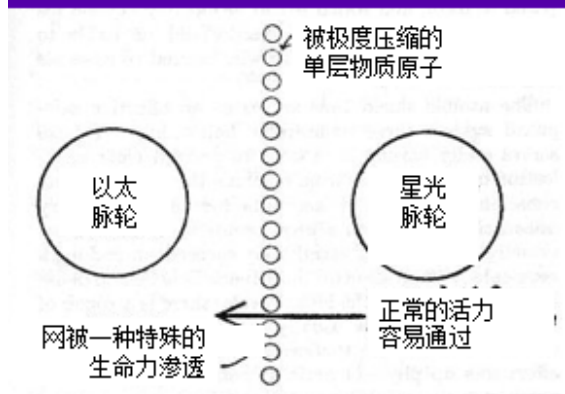 被极度压缩的
单层物质原子
以太
脉轮
星光
脉轮
正常的活力
容易通过
网被一种特殊的
生命力渗透